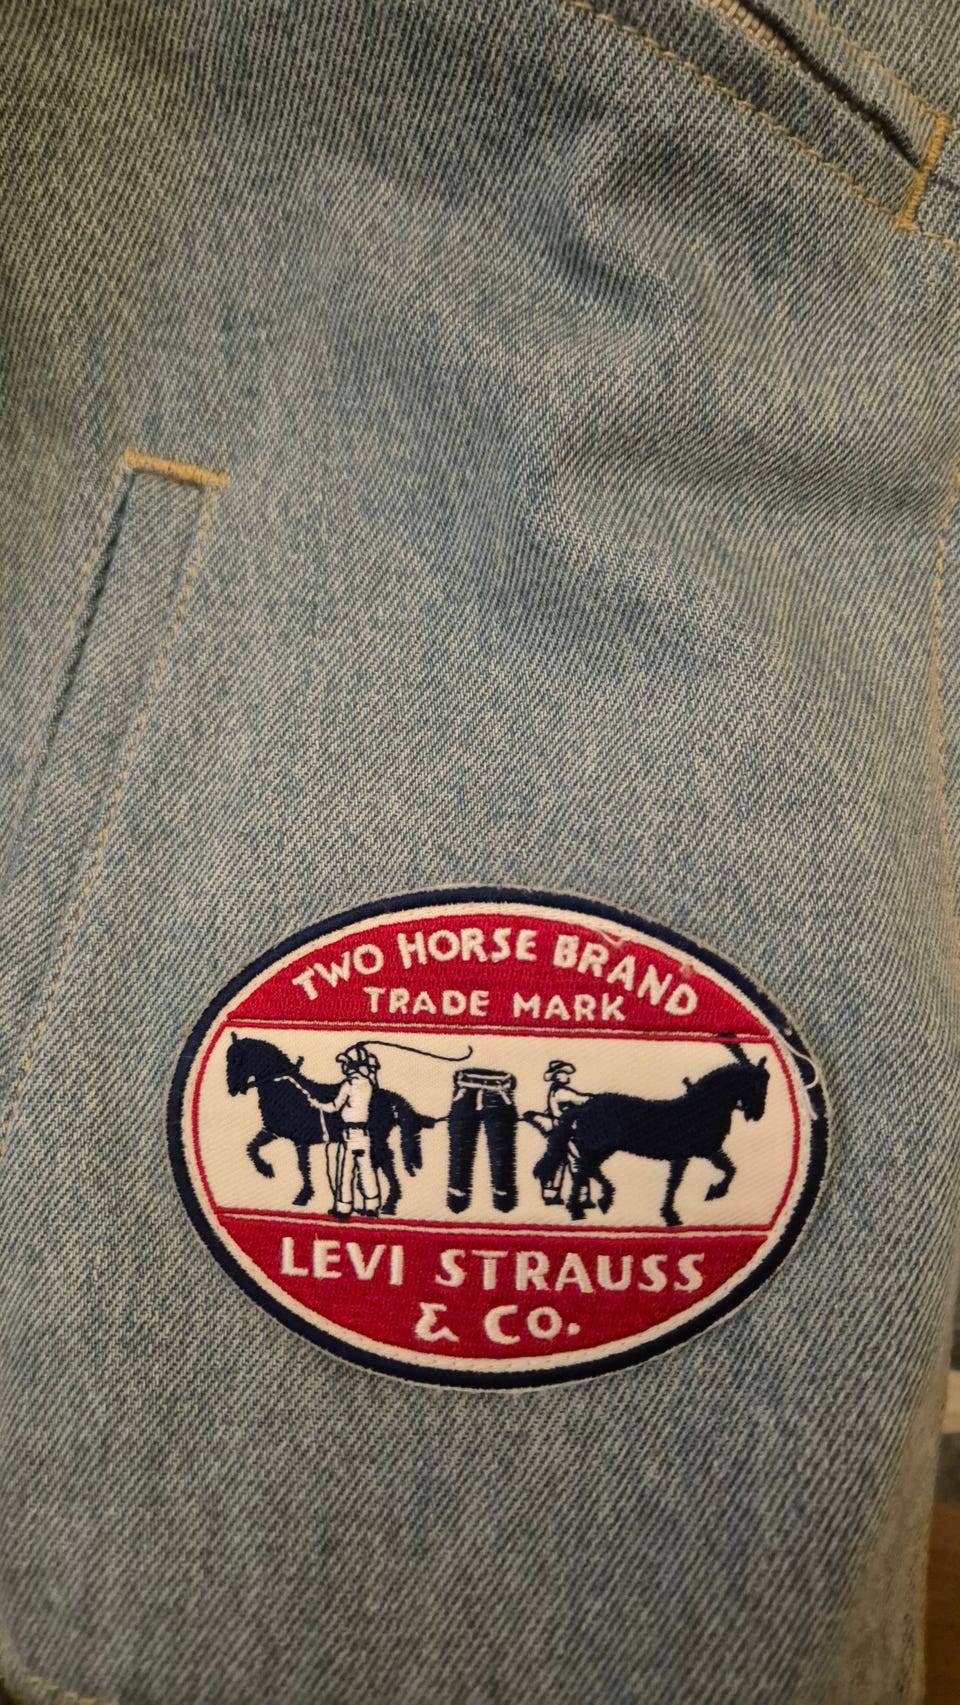 TWO HORSE BRAND
TRADE MARK
LEVI STRAUSS
& Co.